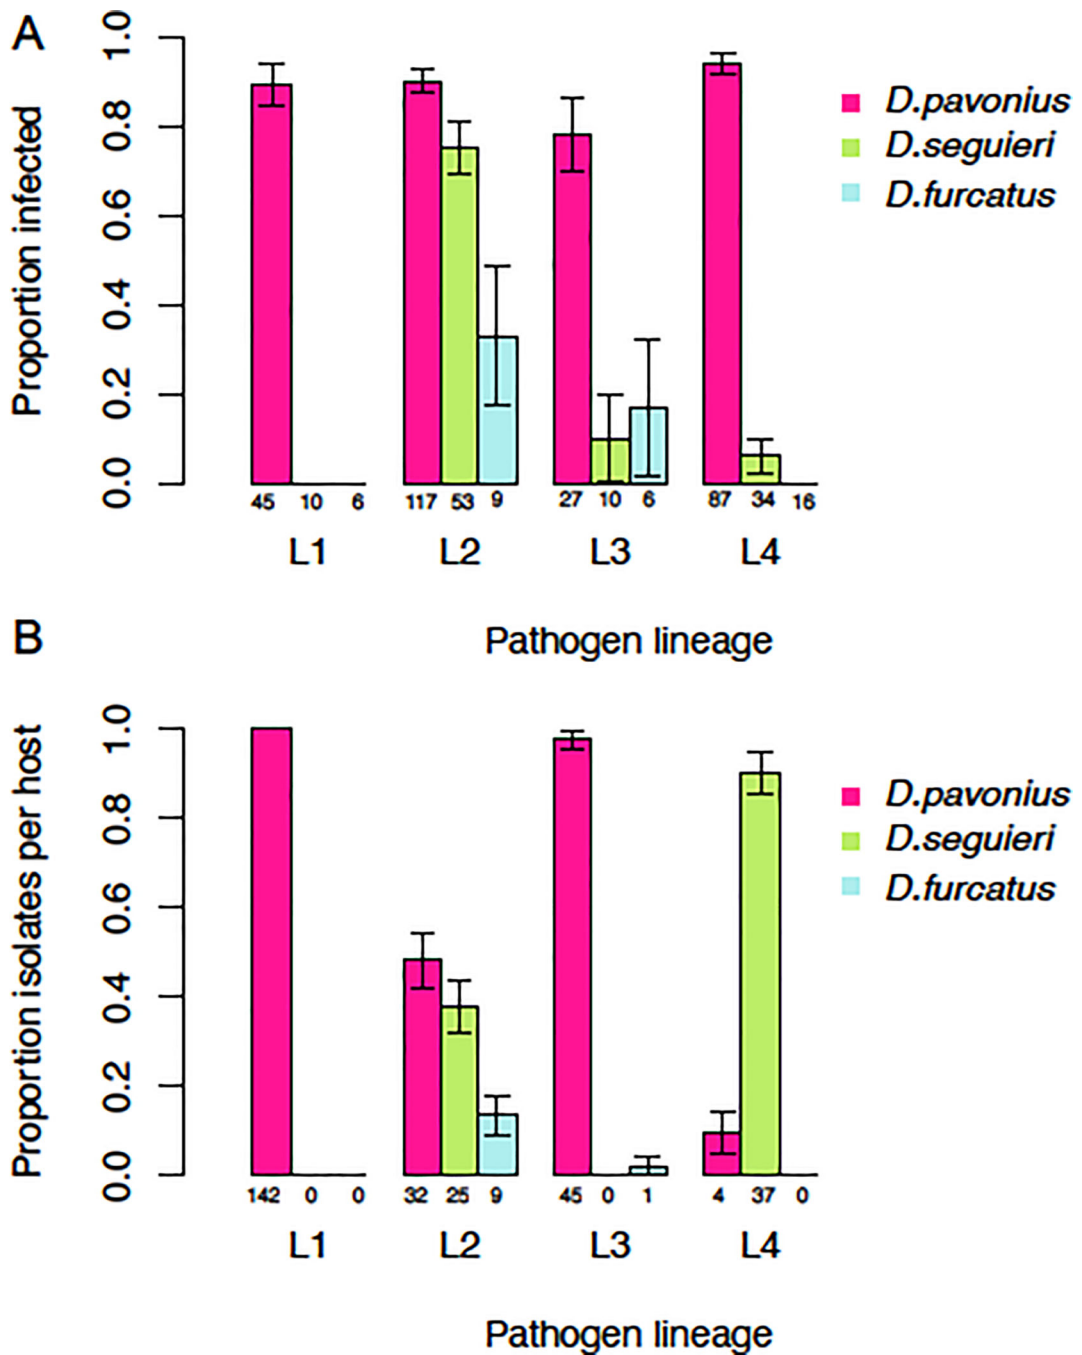 A
Proportion infected
1.0
0.8
0.6
0.4
0.2
0.0
D.pavonius
D.seguieri
D.furcatus
45 10 6 117 53 9 27 10 6 87 34 16
L1 L2 L3 L4
Pathogen lineage
B
Proportion isolates per host
1.0
0.8
0.6
0.4
0.2
0.0
D.pavonius
D.seguieri
D.furcatus
142 0 0 32 25 9 45 0 1 4 37 0
L1 L2 L3 L4
Pathogen lineage